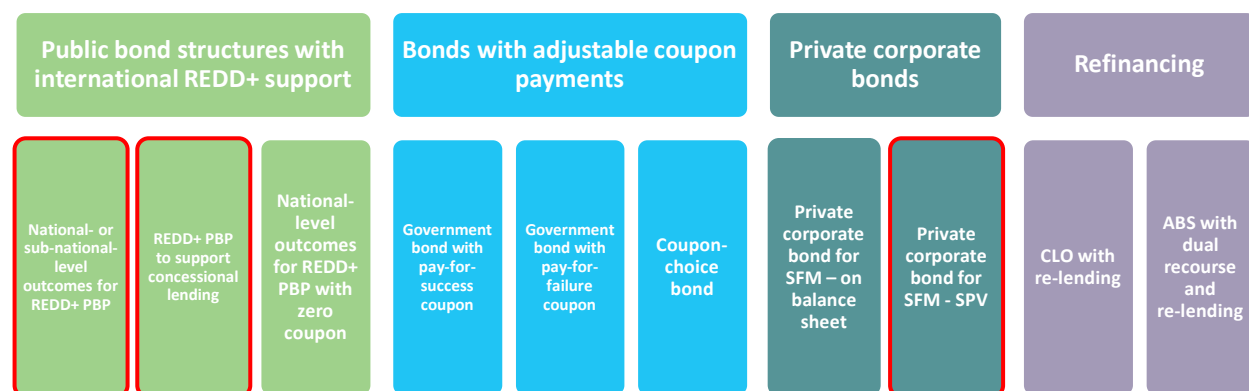 Public bond structures with
international REDD+ support
Bonds with adjustable coupon
payments
Private corporate
bonds
Refinancing
National- or
sub-national-
level
outcomes for
REDD+ PBP
REDD+ PBP
to support
concessional
lending
National-
level
outcomes
for REDD+
PBP with
zero
coupon
Government
bond with
pay-for-
success
coupon
Government
bond with
pay-for-
failure
coupon
Coupon-
choice
bond
Private
corporate
bond for
SFM – on
balance
sheet
Private
corporate
bond for
SFM - SPV
CLO with
re-lending
ABS with
dual
recourse
and
re-lending